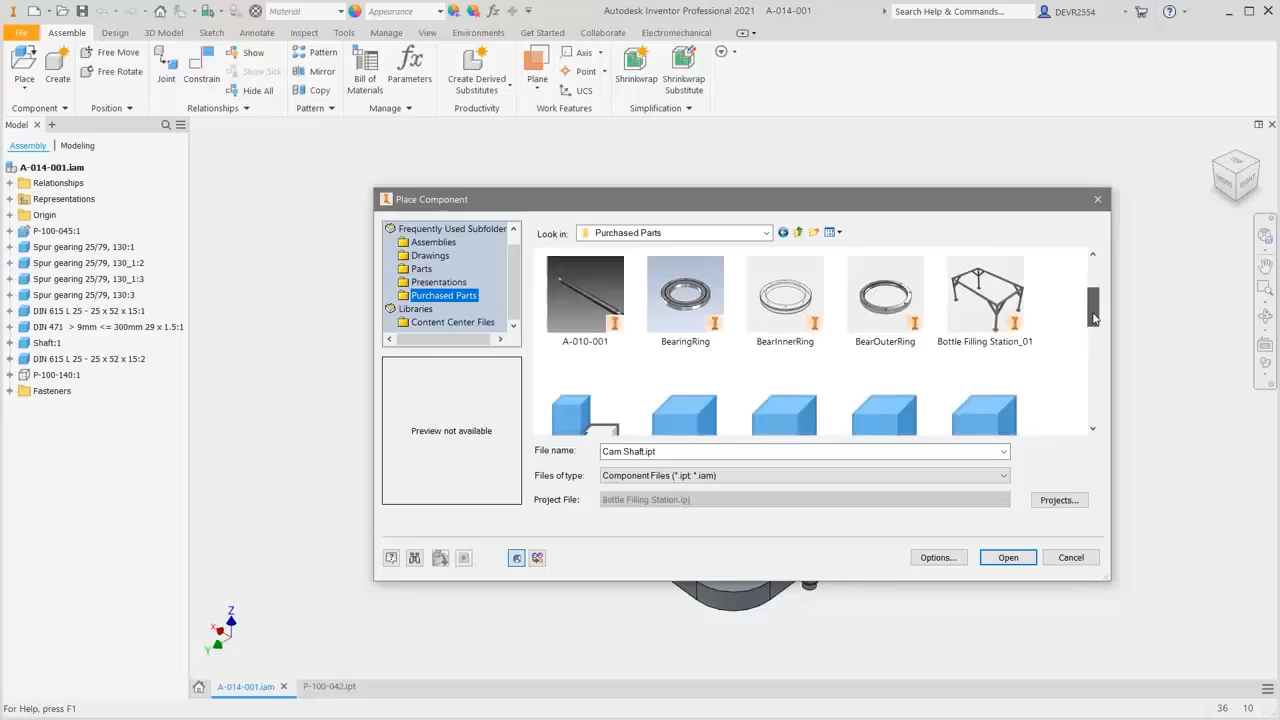 Material
Appearance
Autodesk Inventor Professional 2021
A-014-001
Search Help & Commands...
DEVR2554
File
Assemble
Design
3D Model
Sketch
Annotate
Inspect
Tools
Manage
View
Environments
Get Started
Collaborate
Electromechanical
Place
Create
Free Move
Free Rotate
Joint
Constrain
Show
Show Sick
Hide All
Pattern
Mirror
Copy
Bill of
Materials
Parameters
Create Derived
Substitutes
Plane
Axis
Point
UCS
Shrinkwrap
Shrinkwrap
Substitute
Component
Position
Relationships
Pattern
Manage
Productivity
Work Features
Simplification
Model
Assembly
Modeling
A-014-001.iam
Relationships
Representations
Origin
P-100-045:1
Spur gearing 25/79, 130:1
Spur gearing 25/79, 130_1:2
Spur gearing 25/79, 130_1:3
Spur gearing 25/79, 130:3
DIN 615 L 25 - 25 x 52 x 15:1
DIN 471 > 9mm <= 300mm 29 x 1.5:1
Shaft:1
DIN 615 L 25 - 25 x 52 x 15:2
P-100-140:1
Fasteners
Place Component
Frequently Used Subfolder
Assemblies
Drawings
Parts
Presentations
Purchased Parts
Libraries
Content Center Files
Preview not available
Look in:
Purchased Parts
A-010-001
BearingRing
BearInnerRing
BearOuterRing
Bottle Filling Station_01
File name:
Cam Shaft.ipt
Files of type:
Component Files (*.ipt; *.iam)
Project File:
Bottle Filling Station.ipj
Projects...
Options...
Open
Cancel
TOP
FRONT
RIGHT
Z
X
Y
A-014-001.iam
P-100-042.ipt
For Help, press F1
36
10